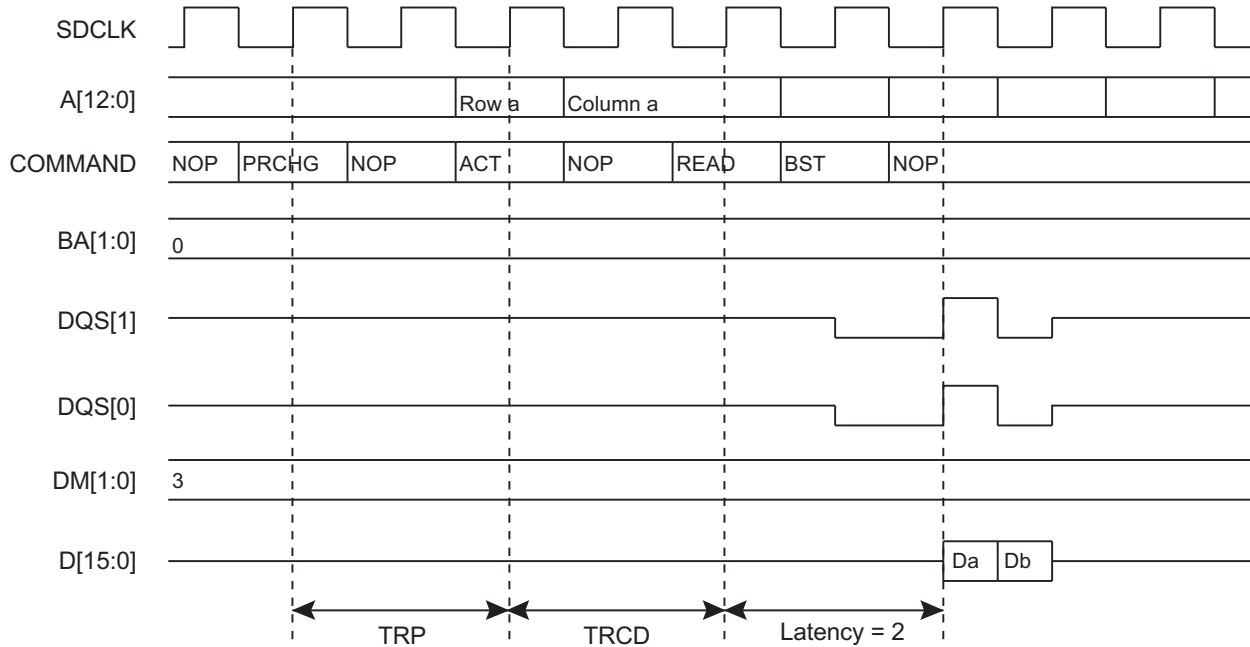 SDCLK
A[12:0]
Row a
Column a
COMMAND
NOP
PRCHG
NOP
ACT
NOP
READ
BST
NOP
BA[1:0]
0
DQS[1]
DQS[0]
DM[1:0]
3
D[15:0]
Da
Db
TRP
TRCD
Latency = 2